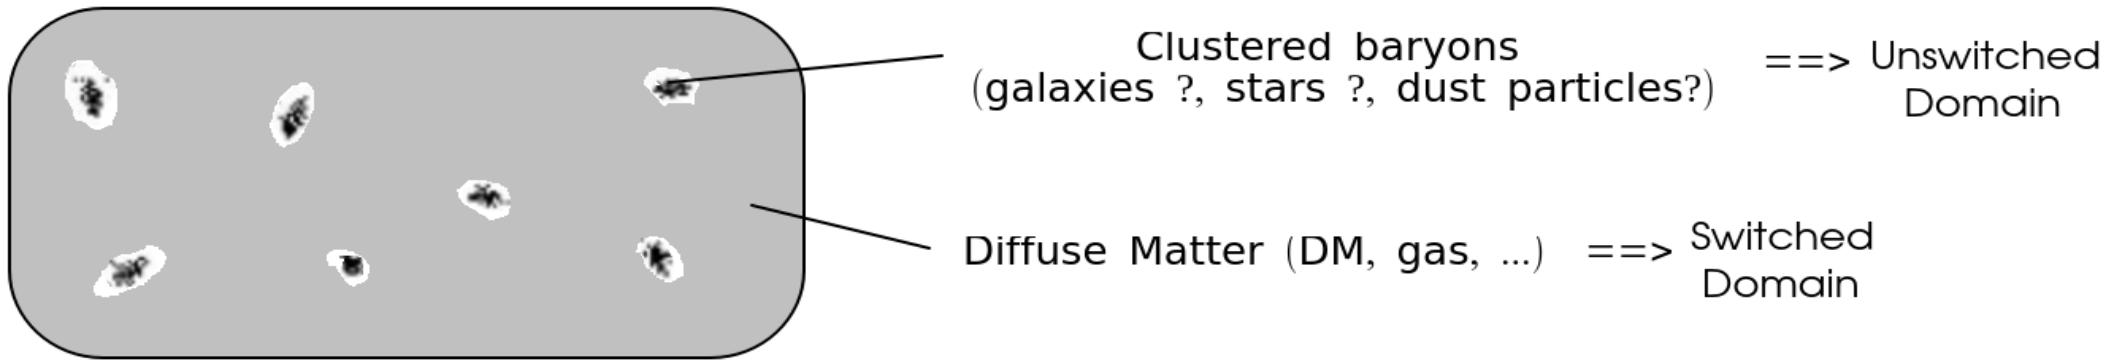 Clustered baryons
(galaxies ?, stars ?, dust particles?)
==> Unswitched
Domain
Diffuse Matter (DM, gas, ...) ==> Switched
Domain